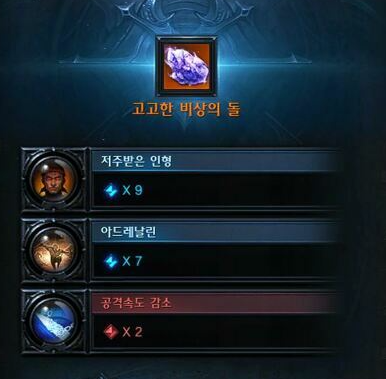 고고한 비상의 돌
저주받은 인형
X 9
아드레날린
X 7
공격속도 감소
X 2